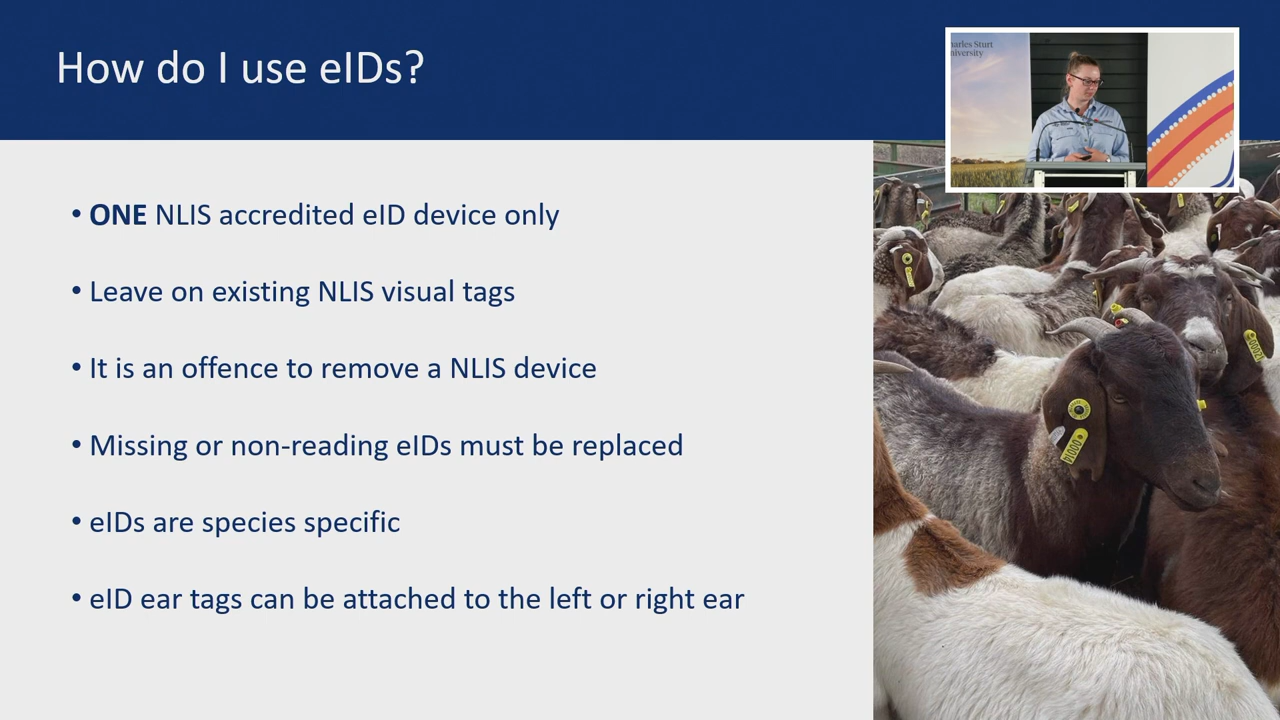 How do I use eIDs?
• ONE NLIS accredited eID device only
• Leave on existing NLIS visual tags
• It is an offence to remove a NLIS device
• Missing or non-reading eIDs must be replaced
• eIDs are species specific
• eID ear tags can be attached to the left or right ear
arles Sturt
niversity